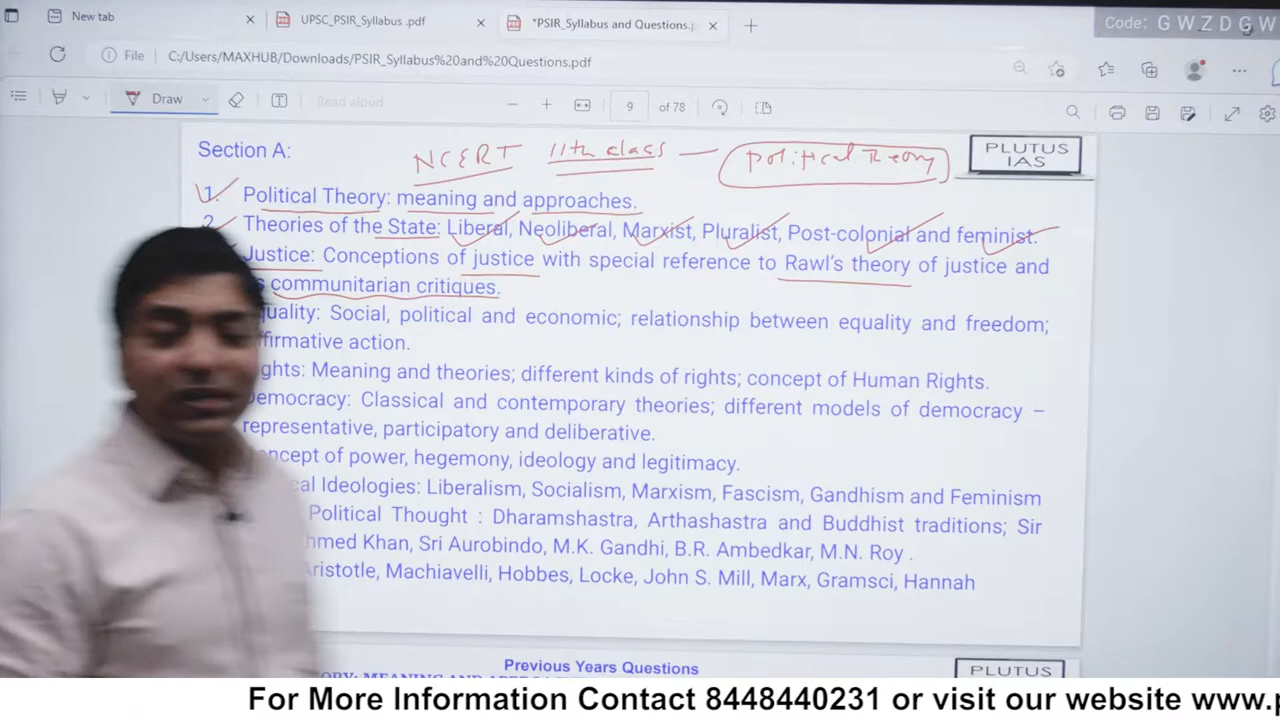 New tab
UPSC_PSIR_Syllabus .pdf
*PSIR_Syllabus and Questions.p
Code: G W Z D G W
File C:/Users/MAXHUB/Downloads/PSIR_Syllabus%20and%20Questions.pdf
Draw
Read aloud
9 of 78
Section A:
NCERT 11th class — Political Theory
PLUTUS
IAS
1. Political Theory: meaning and approaches.
2. Theories of the State: Liberal, Neoliberal, Marxist, Pluralist, Post-colonial and feminist.
Justice: Conceptions of justice with special reference to Rawl's theory of justice and
communitarian critiques.
quality: Social, political and economic; relationship between equality and freedom;
ffirmative action.
ghts: Meaning and theories; different kinds of rights; concept of Human Rights.
Democracy: Classical and contemporary theories; different models of democracy –
representative, participatory and deliberative.
ncept of power, hegemony, ideology and legitimacy.
cal Ideologies: Liberalism, Socialism, Marxism, Fascism, Gandhism and Feminism
Political Thought : Dharamshastra, Arthashastra and Buddhist traditions; Sir
hmed Khan, Sri Aurobindo, M.K. Gandhi, B.R. Ambedkar, M.N. Roy .
Aristotle, Machiavelli, Hobbes, Locke, John S. Mill, Marx, Gramsci, Hannah
Previous Years Questions
PLUTUS
For More Information Contact 8448440231 or visit our website www.p